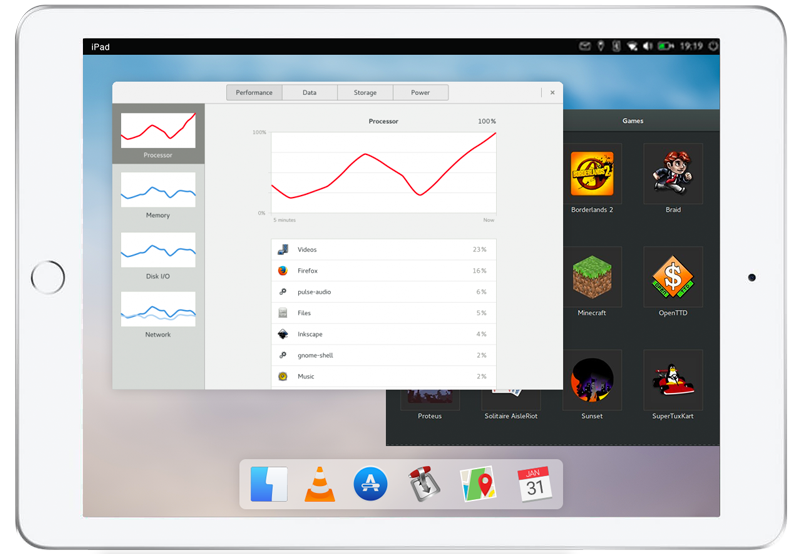 iPad
19:19
Performance Data Storage Power
Processor
Memory
Disk I/O
Network
Processor 100%
100%
0%
5 minutes Now
Videos 23%
Firefox 16%
pulse-audio 6%
Files 5%
Inkscape 4%
gnome-shell 2%
Music 2%
Games
BORDERLANDS 2
Borderlands 2 Braid
Minecraft OpenTTD
Proteus Solitaire AisleRiot Sunset SuperTuxKart
JAN
31